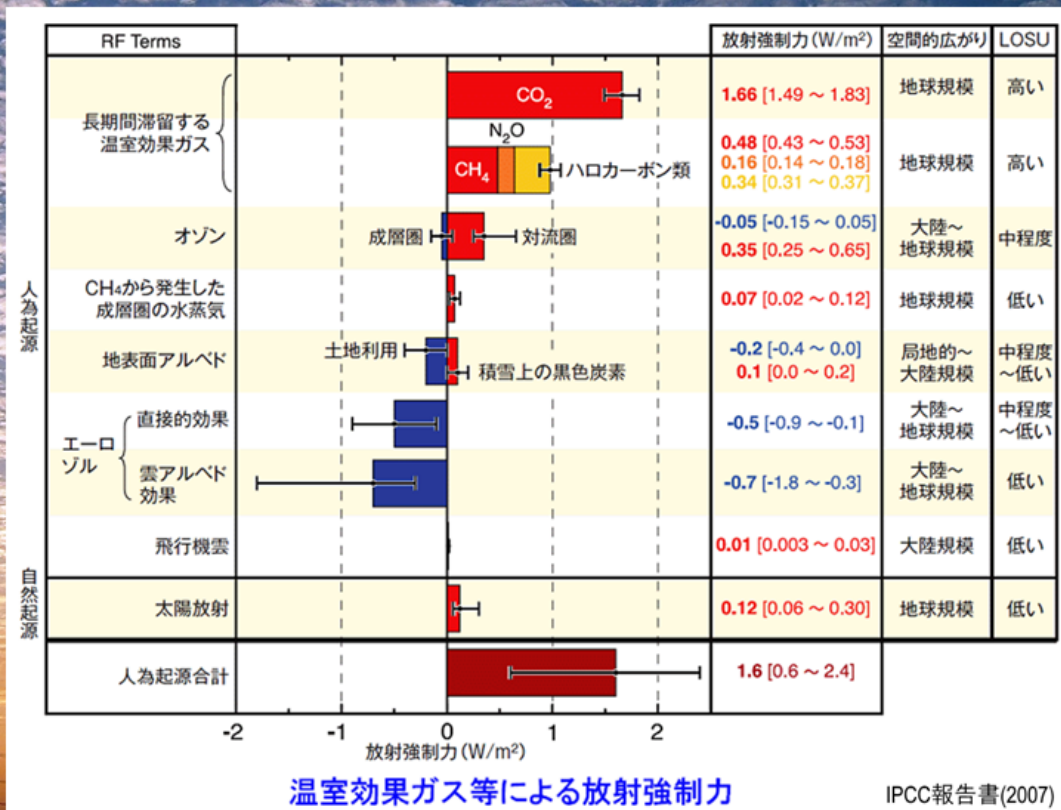 RF Terms
放射強制力(W/m²)
空間的広がり
LOSU
人為起源
長期間滞留する
温室効果ガス
CO₂
1.66 [1.49 ~ 1.83]
地球規模
高い
N₂O
CH₄
ハロカーボン類
0.48 [0.43 ~ 0.53]
0.16 [0.14 ~ 0.18]
0.34 [0.31 ~ 0.37]
地球規模
高い
オゾン
成層圏
対流圏
-0.05 [-0.15 ~ 0.05]
0.35 [0.25 ~ 0.65]
大陸~
地球規模
中程度
CH₄から発生した
成層圏の水蒸気
0.07 [0.02 ~ 0.12]
地球規模
低い
地表面アルベド
土地利用
積雪上の黒色炭素
-0.2 [-0.4 ~ 0.0]
0.1 [0.0 ~ 0.2]
局地的~
大陸規模
中程度
~低い
エーロ
ゾル
直接的効果
-0.5 [-0.9 ~ -0.1]
大陸~
地球規模
中程度
~低い
雲アルベド
効果
-0.7 [-1.8 ~ -0.3]
大陸~
地球規模
低い
飛行機雲
0.01 [0.003 ~ 0.03]
大陸規模
低い
自然起源
太陽放射
0.12 [0.06 ~ 0.30]
地球規模
低い
人為起源合計
1.6 [0.6 ~ 2.4]
-2 -1 0 1 2
放射強制力(W/m²)
温室効果ガス等による放射強制力
IPCC報告書(2007)